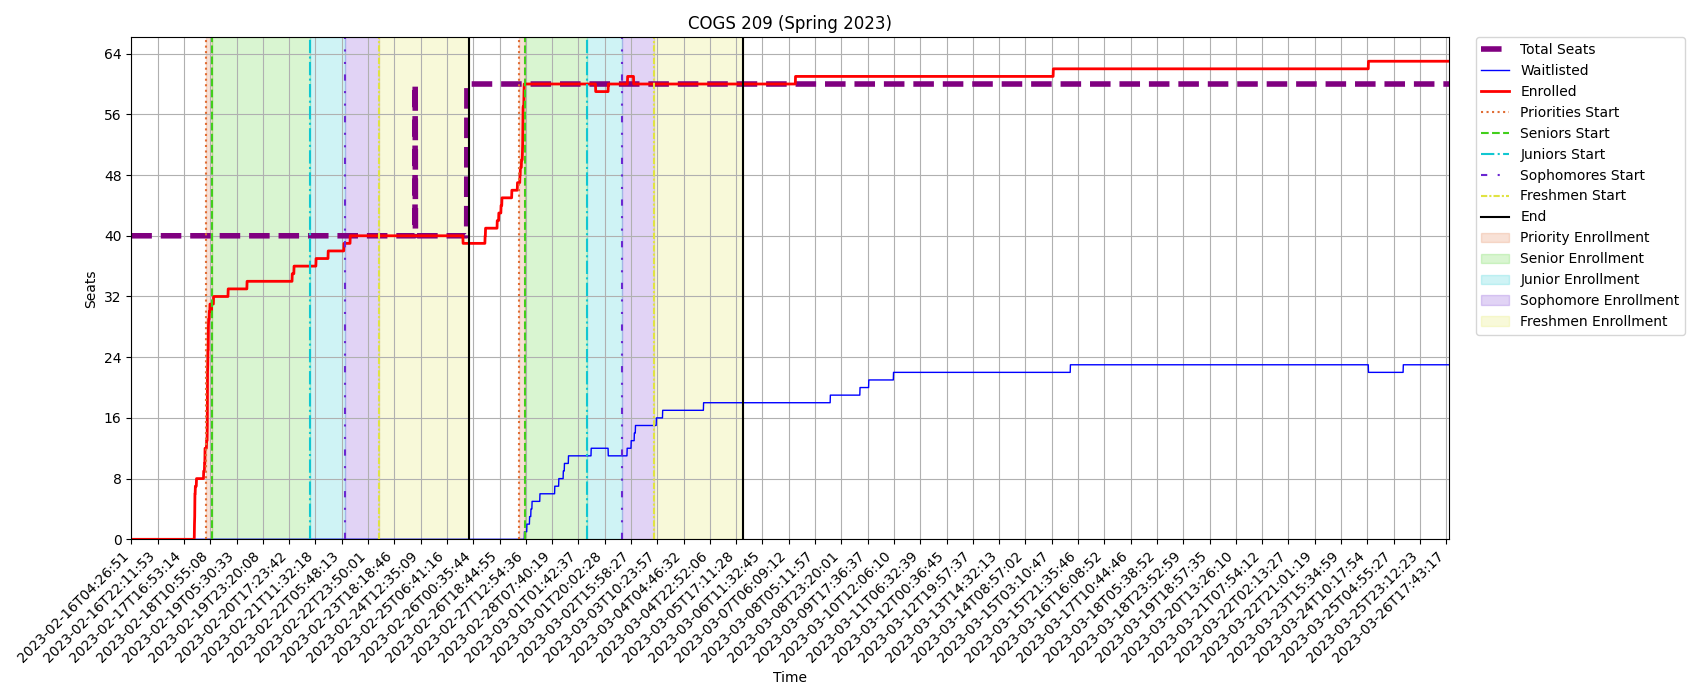 COGS 209 (Spring 2023)
Seats
64
56
48
40
32
24
16
8
0
2023-02-16T04:26:51
2023-02-16T22:11:53
2023-02-17T16:53:14
2023-02-18T10:55:08
2023-02-19T05:30:33
2023-02-19T23:20:08
2023-02-20T17:23:42
2023-02-21T11:32:18
2023-02-22T05:48:13
2023-02-22T23:50:01
2023-02-23T18:18:46
2023-02-24T12:35:09
2023-02-25T06:41:16
2023-02-26T00:35:44
2023-02-26T18:44:55
2023-02-27T12:54:36
2023-02-28T07:40:19
2023-03-01T01:42:37
2023-03-01T20:02:28
2023-03-02T15:58:27
2023-03-03T10:23:57
2023-03-04T04:46:32
2023-03-04T22:52:06
2023-03-05T17:11:28
2023-03-06T11:32:45
2023-03-07T06:09:12
2023-03-08T05:11:57
2023-03-08T23:20:01
2023-03-09T17:36:37
2023-03-10T12:06:10
2023-03-11T06:32:39
2023-03-12T00:36:45
2023-03-12T19:57:37
2023-03-13T14:32:13
2023-03-14T08:57:02
2023-03-15T03:10:47
2023-03-15T21:35:46
2023-03-16T16:08:52
2023-03-17T10:44:46
2023-03-18T05:38:52
2023-03-18T23:52:59
2023-03-19T18:57:35
2023-03-20T13:26:10
2023-03-21T07:54:12
2023-03-22T02:13:27
2023-03-22T21:01:19
2023-03-23T15:34:59
2023-03-24T10:17:54
2023-03-25T04:55:27
2023-03-25T23:12:23
2023-03-26T17:43:17
Time
Total Seats
Waitlisted
Enrolled
Priorities Start
Seniors Start
Juniors Start
Sophomores Start
Freshmen Start
End
Priority Enrollment
Senior Enrollment
Junior Enrollment
Sophomore Enrollment
Freshmen Enrollment